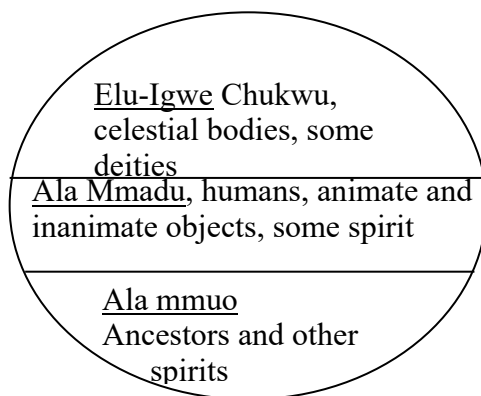 Elu-Igwe Chukwu,
celestial bodies, some
deities
Ala Mmadu, humans, animate and
inanimate objects, some spirit
Ala mmuo
Ancestors and other
spirits